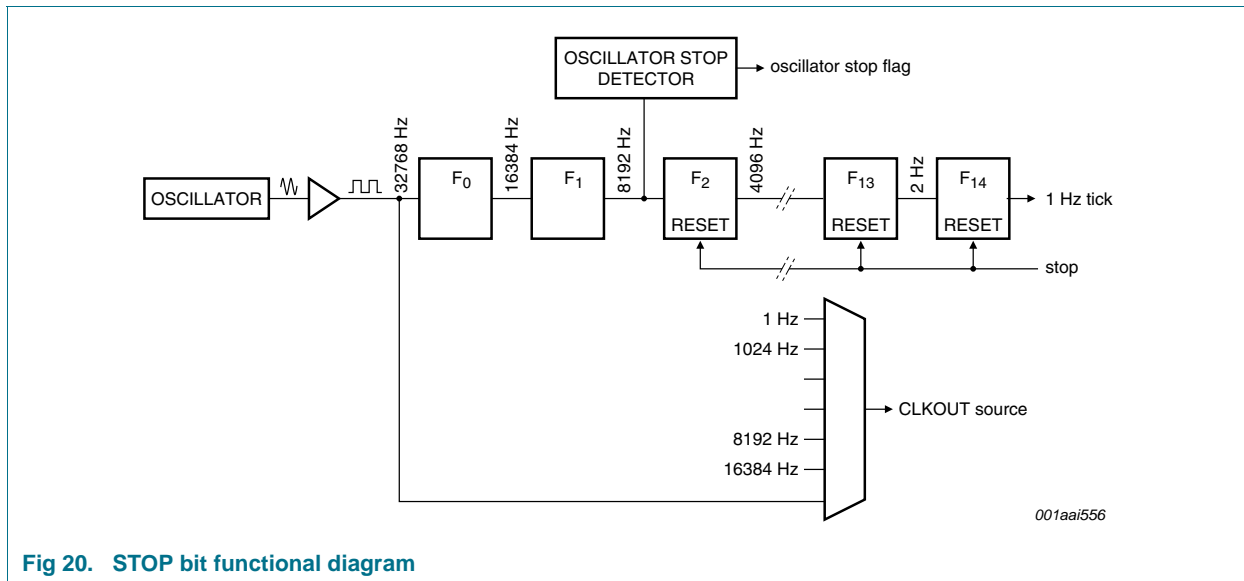 OSCILLATOR STOP
DETECTOR
oscillator stop flag
32768 Hz
16384 Hz
8192 Hz
4096 Hz
2 Hz
OSCILLATOR
F0
F1
F2
RESET
F13
RESET
F14
RESET
1 Hz tick
stop
1 Hz
1024 Hz
CLKOUT source
8192 Hz
16384 Hz
001aai556
Fig 20. STOP bit functional diagram